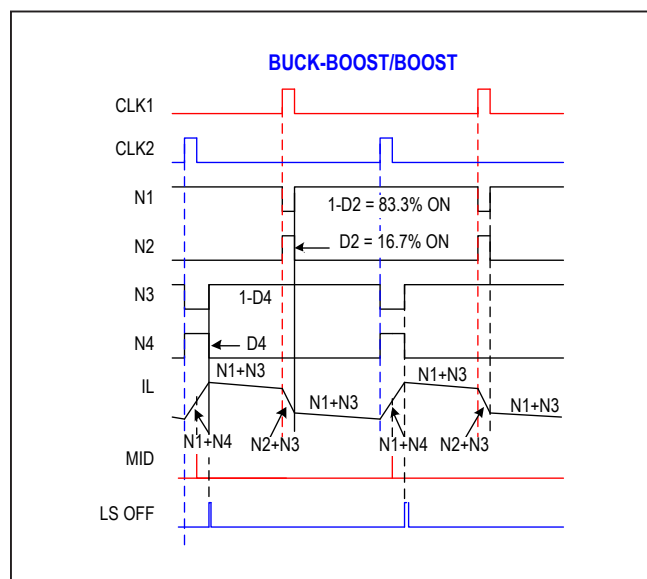 BUCK-BOOST/BOOST
CLK1
CLK2
N1
1-D2 = 83.3% ON
N2
D2 = 16.7% ON
N3
1-D4
N4
D4
N1+N3
N1+N3
IL
N1+N3
N1+N3
N1+N4
N2+N3
N1+N4
N2+N3
MID
LS OFF